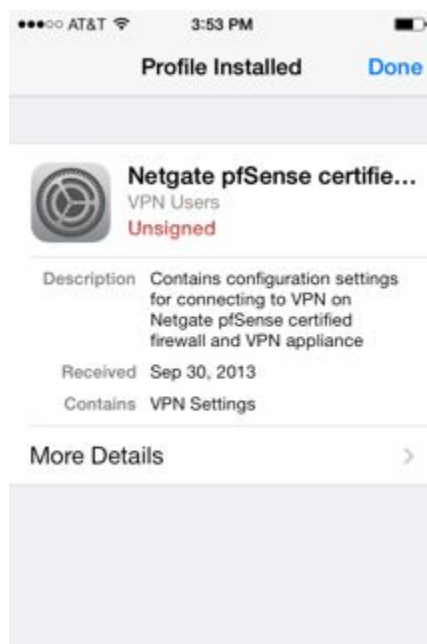 AT&T 3:53 PM
Profile Installed Done
Netgate pfSense certifie...
VPN Users
Unsigned
Description Contains configuration settings
for connecting to VPN on
Netgate pfSense certified
firewall and VPN appliance
Received Sep 30, 2013
Contains VPN Settings
More Details